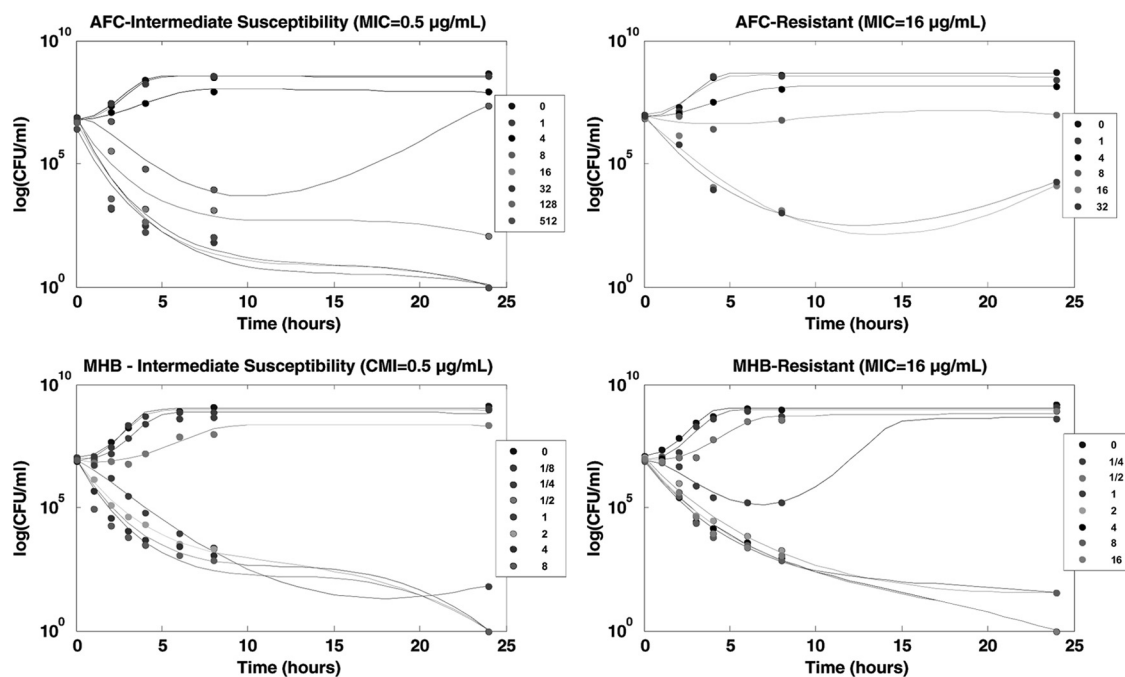 AFC-Intermediate Susceptibility (MIC=0.5 µg/mL)
10^10
10^5
10^0
log(CFU/ml)
0 5 10 15 20 25
Time (hours)
0
1
4
8
16
32
128
512
AFC-Resistant (MIC=16 µg/mL)
10^10
10^5
10^0
log(CFU/ml)
0 5 10 15 20 25
Time (hours)
0
1
4
8
16
32
MHB - Intermediate Susceptibility (CMI=0.5 µg/mL)
10^10
10^5
10^0
log(CFU/ml)
0 5 10 15 20 25
Time (hours)
0
1/8
1/4
1/2
1
2
4
8
MHB-Resistant (MIC=16 µg/mL)
10^10
10^5
10^0
log(CFU/ml)
0 5 10 15 20 25
Time (hours)
0
1/4
1/2
1
2
4
8
16